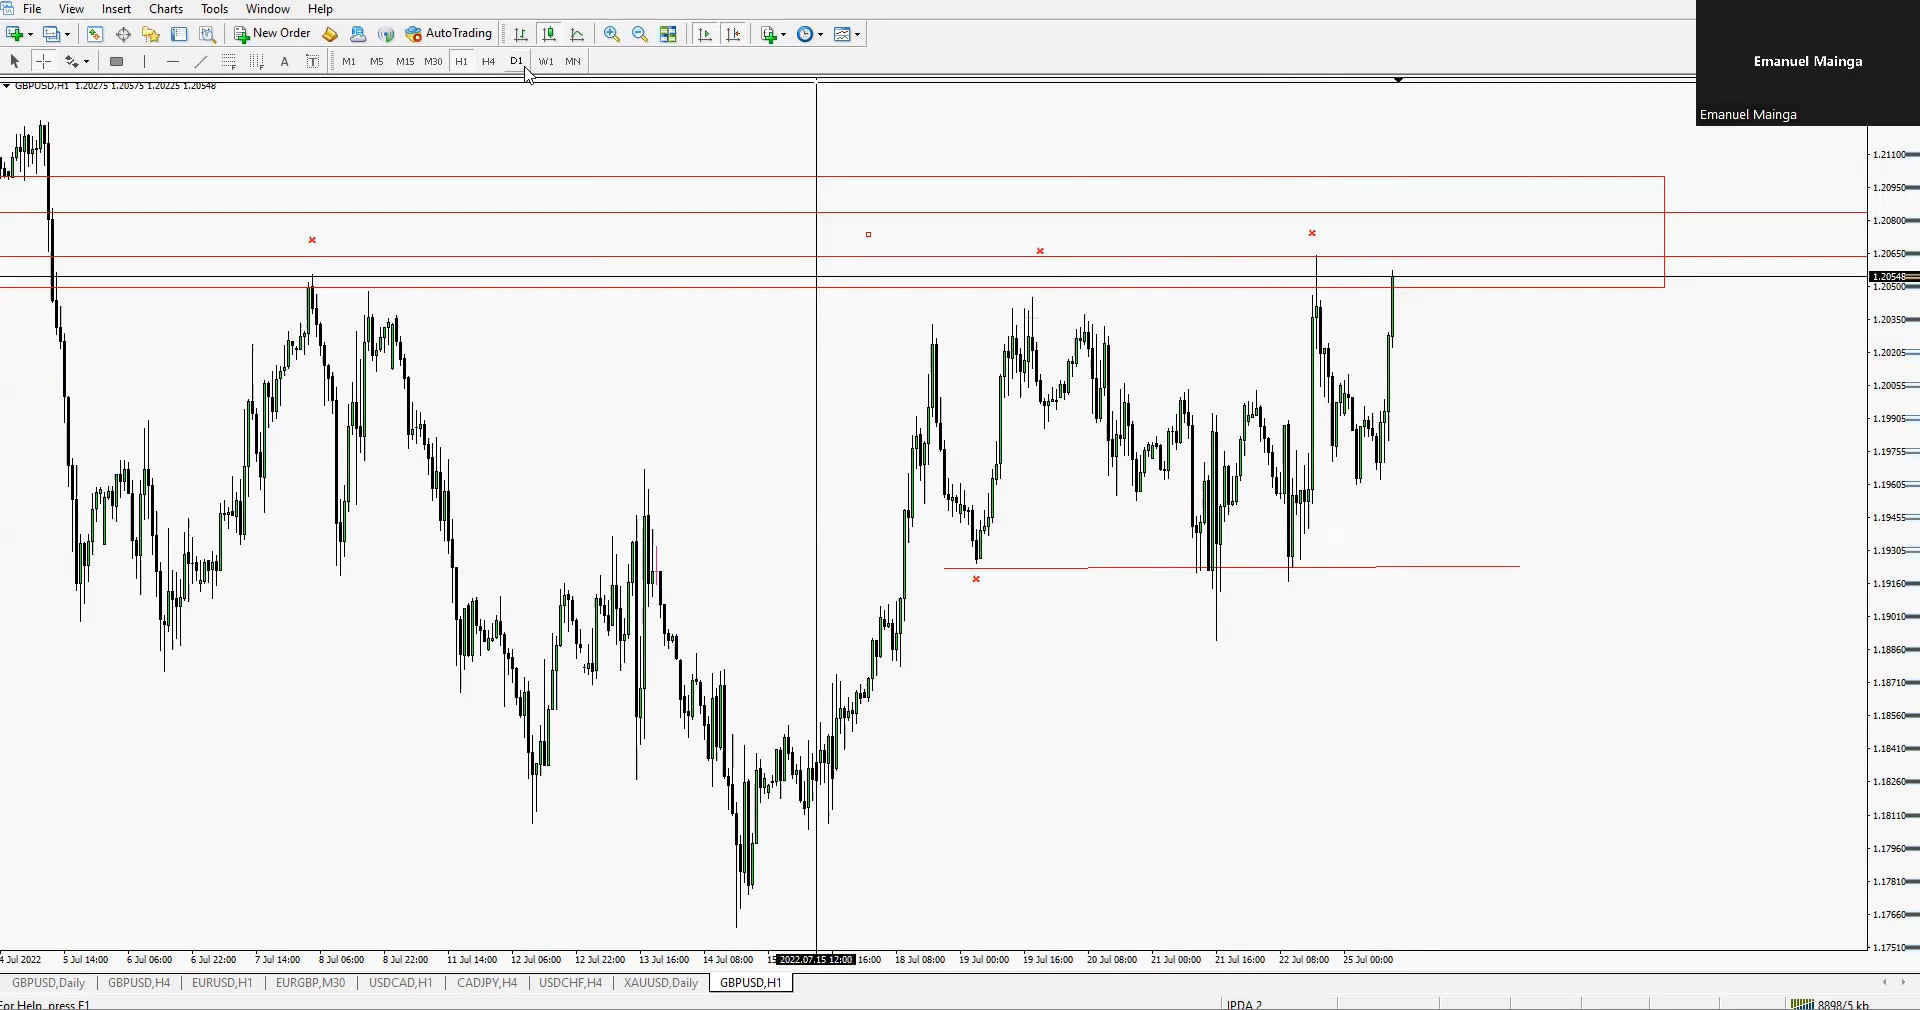 File View Insert Charts Tools Window Help
New Order AutoTrading
A T M1 M5 M15 M30 H1 H4 D1 W1 MN
Emanuel Mainga
Emanuel Mainga
GBPUSD,H1 1.20275 1.20575 1.20225 1.20548
1.21100
1.20950
1.20800
1.20650
1.20548
1.20500
1.20350
1.20205
1.20055
1.19905
1.19755
1.19605
1.19455
1.19305
1.19160
1.19010
1.18860
1.18710
1.18560
1.18410
1.18260
1.18110
1.17960
1.17810
1.17660
1.17510
4 Jul 2022 5 Jul 14:00 6 Jul 06:00 6 Jul 22:00 7 Jul 14:00 8 Jul 06:00 8 Jul 22:00 11 Jul 14:00 12 Jul 06:00 12 Jul 22:00 13 Jul 16:00 14 Jul 08:00 15 2022.07.15 12:00 16:00 18 Jul 08:00 19 Jul 00:00 19 Jul 16:00 20 Jul 08:00 21 Jul 00:00 21 Jul 16:00 22 Jul 08:00 25 Jul 00:00
GBPUSD,Daily GBPUSD,H4 EURUSD,H1 EURGBP,M30 USDCAD,H1 CADJPY,H4 USDCHF,H4 XAUUSD,Daily GBPUSD,H1
For Help, press F1 IPDA 2 8898/5 kb